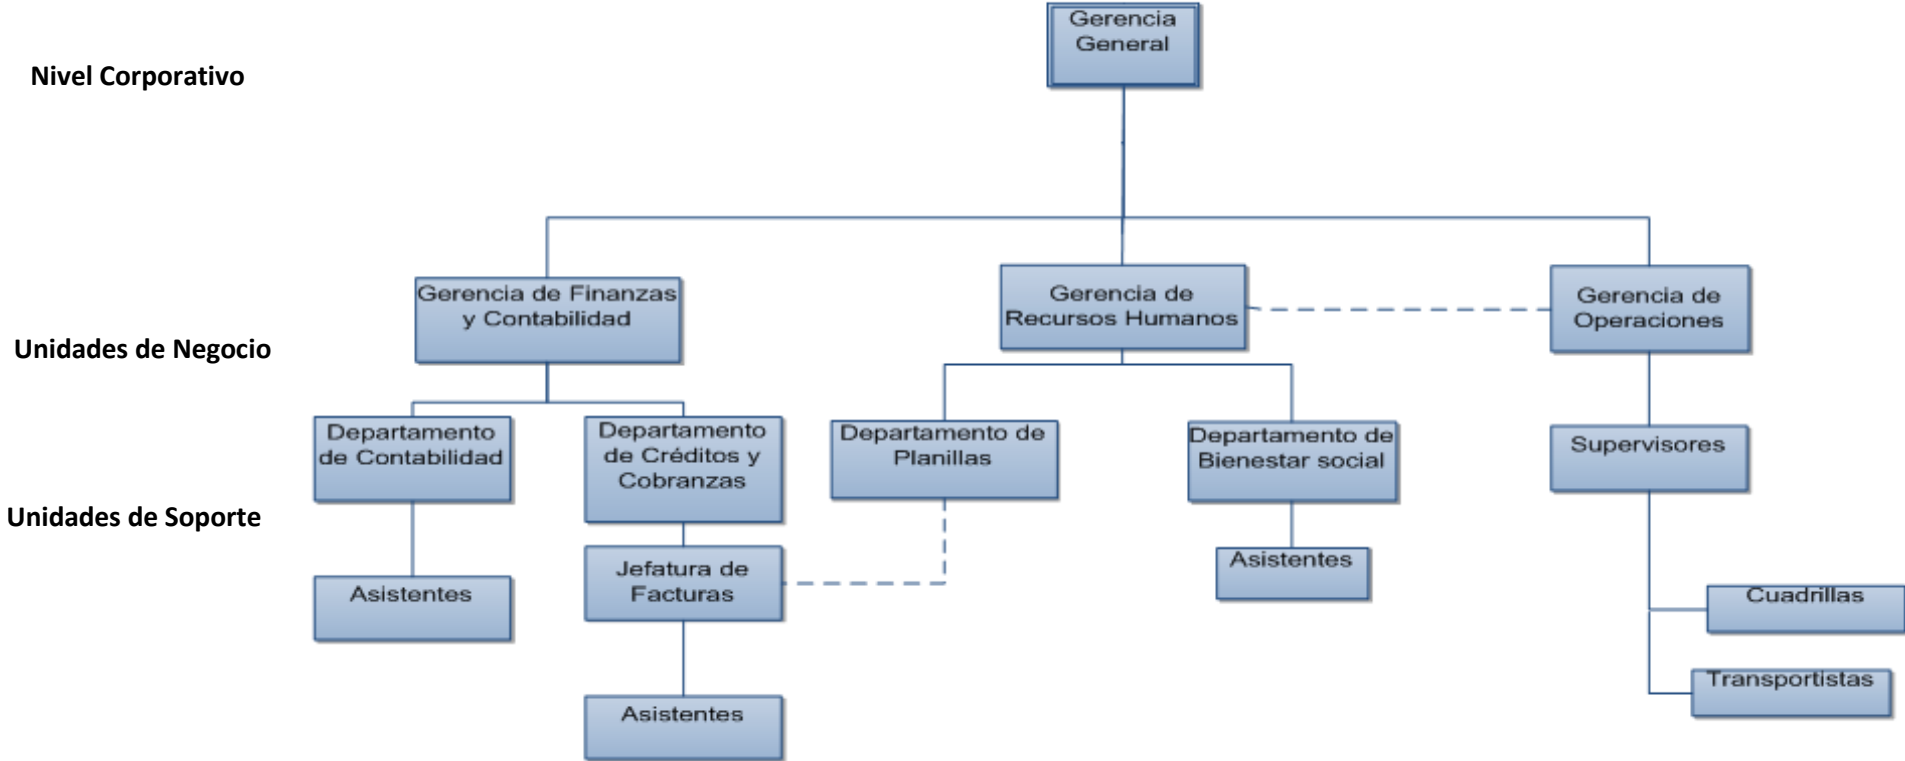 Gerencia
General
Nivel Corporativo
Gerencia de Finanzas
y Contabilidad
Gerencia de
Recursos Humanos
Gerencia de
Operaciones
Unidades de Negocio
Departamento
de Contabilidad
Departamento
de Créditos y
Cobranzas
Departamento de
Planillas
Departamento de
Bienestar social
Supervisores
Unidades de Soporte
Asistentes
Jefatura de
Facturas
Asistentes
Cuadrillas
Transportistas
Asistentes